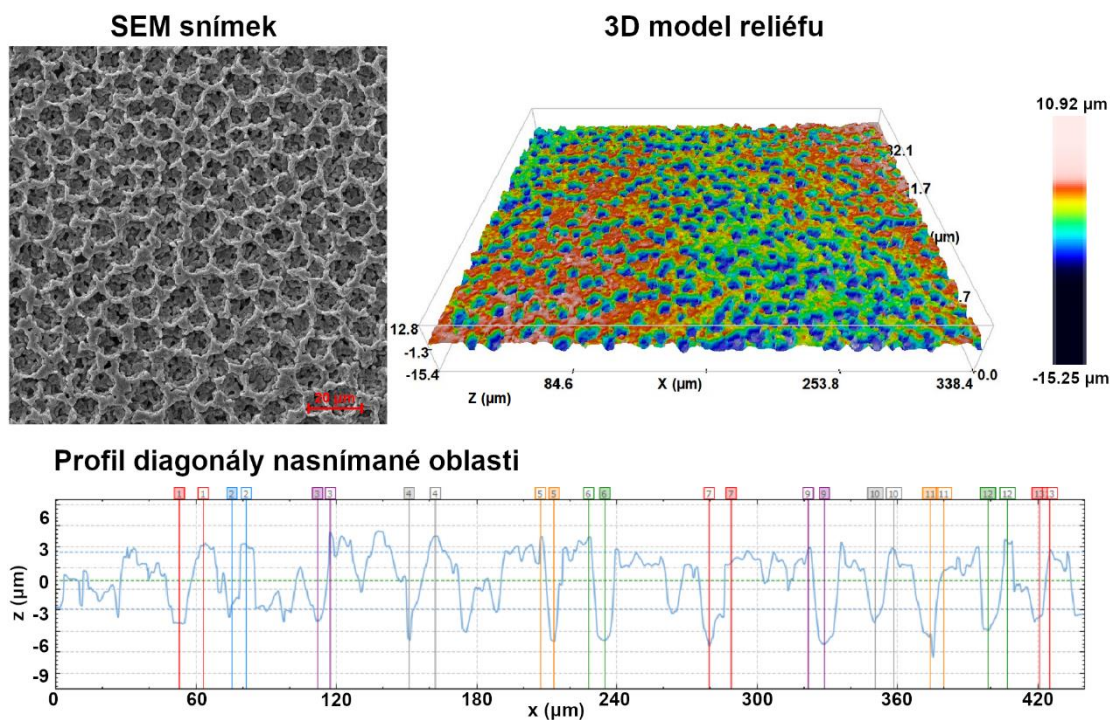 SEM snímek
30 µm
3D model reliéfu
32.1
1.7
(µm)
.7
12.8
-1.3
-15.4
Z (µm)
84.6
X (µm)
253.8
338.4
0.0
10.92 µm
-15.25 µm
Profil diagonály nasnímané oblasti
1 1 2 2 3 3 4 4 5 5 6 6 7 7 9 9 10 10 11 11 12 12 13 13
6
3
0
-3
-6
-9
z (µm)
0 60 120 180 240 300 360 420
x (µm)